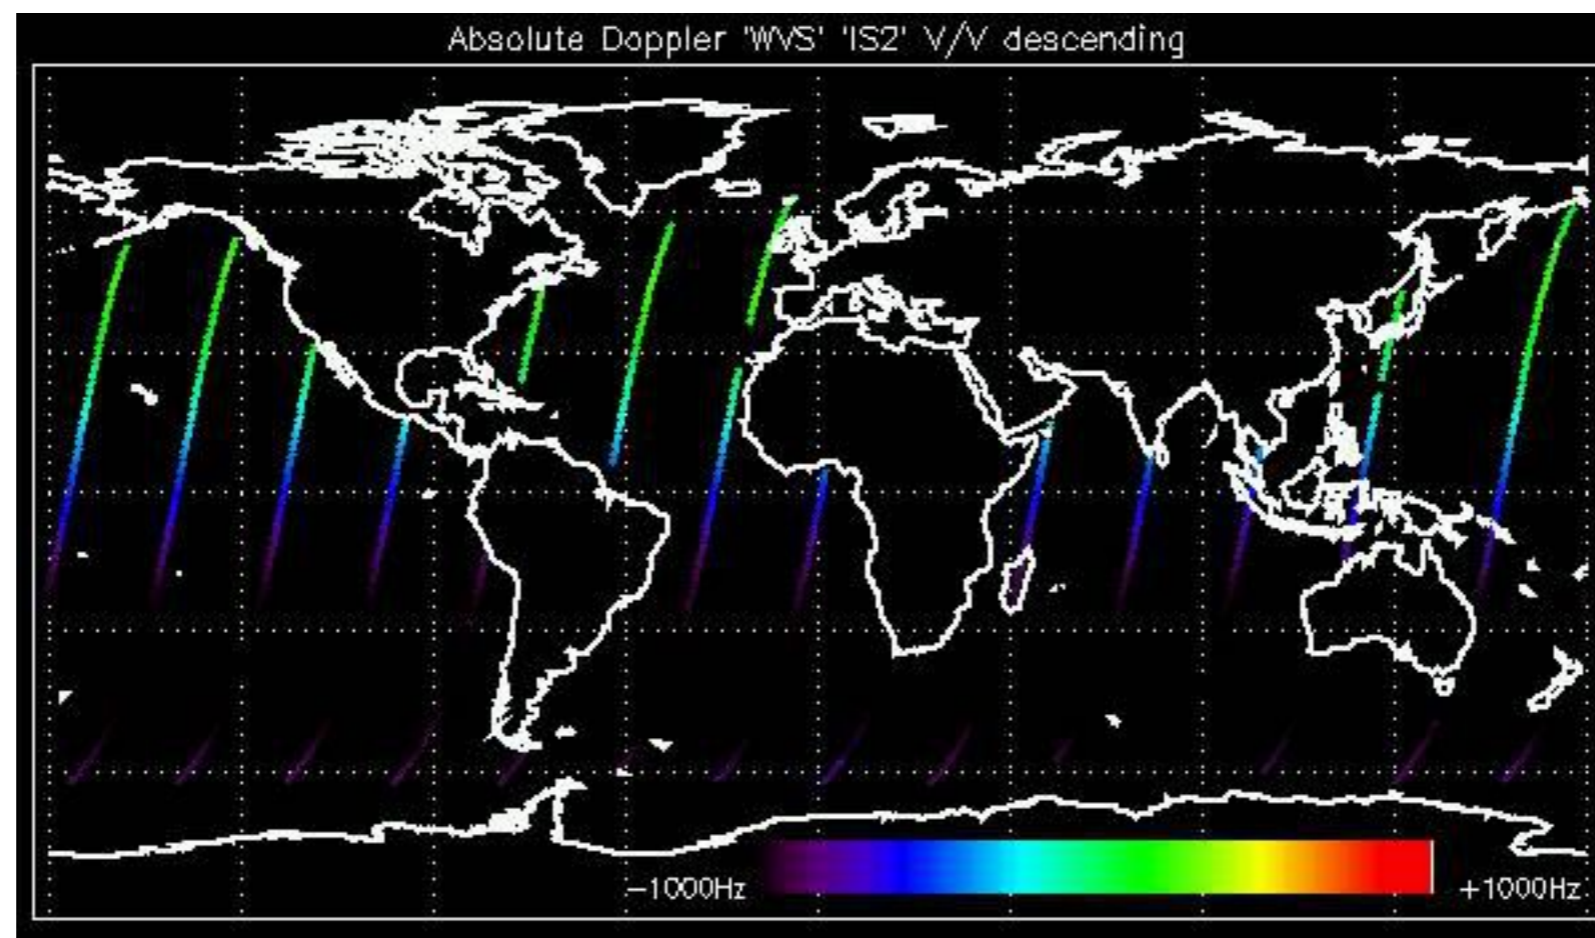 Absolute Doppler 'WVS' 'IS2' V/V descending
-1000Hz +1000Hz